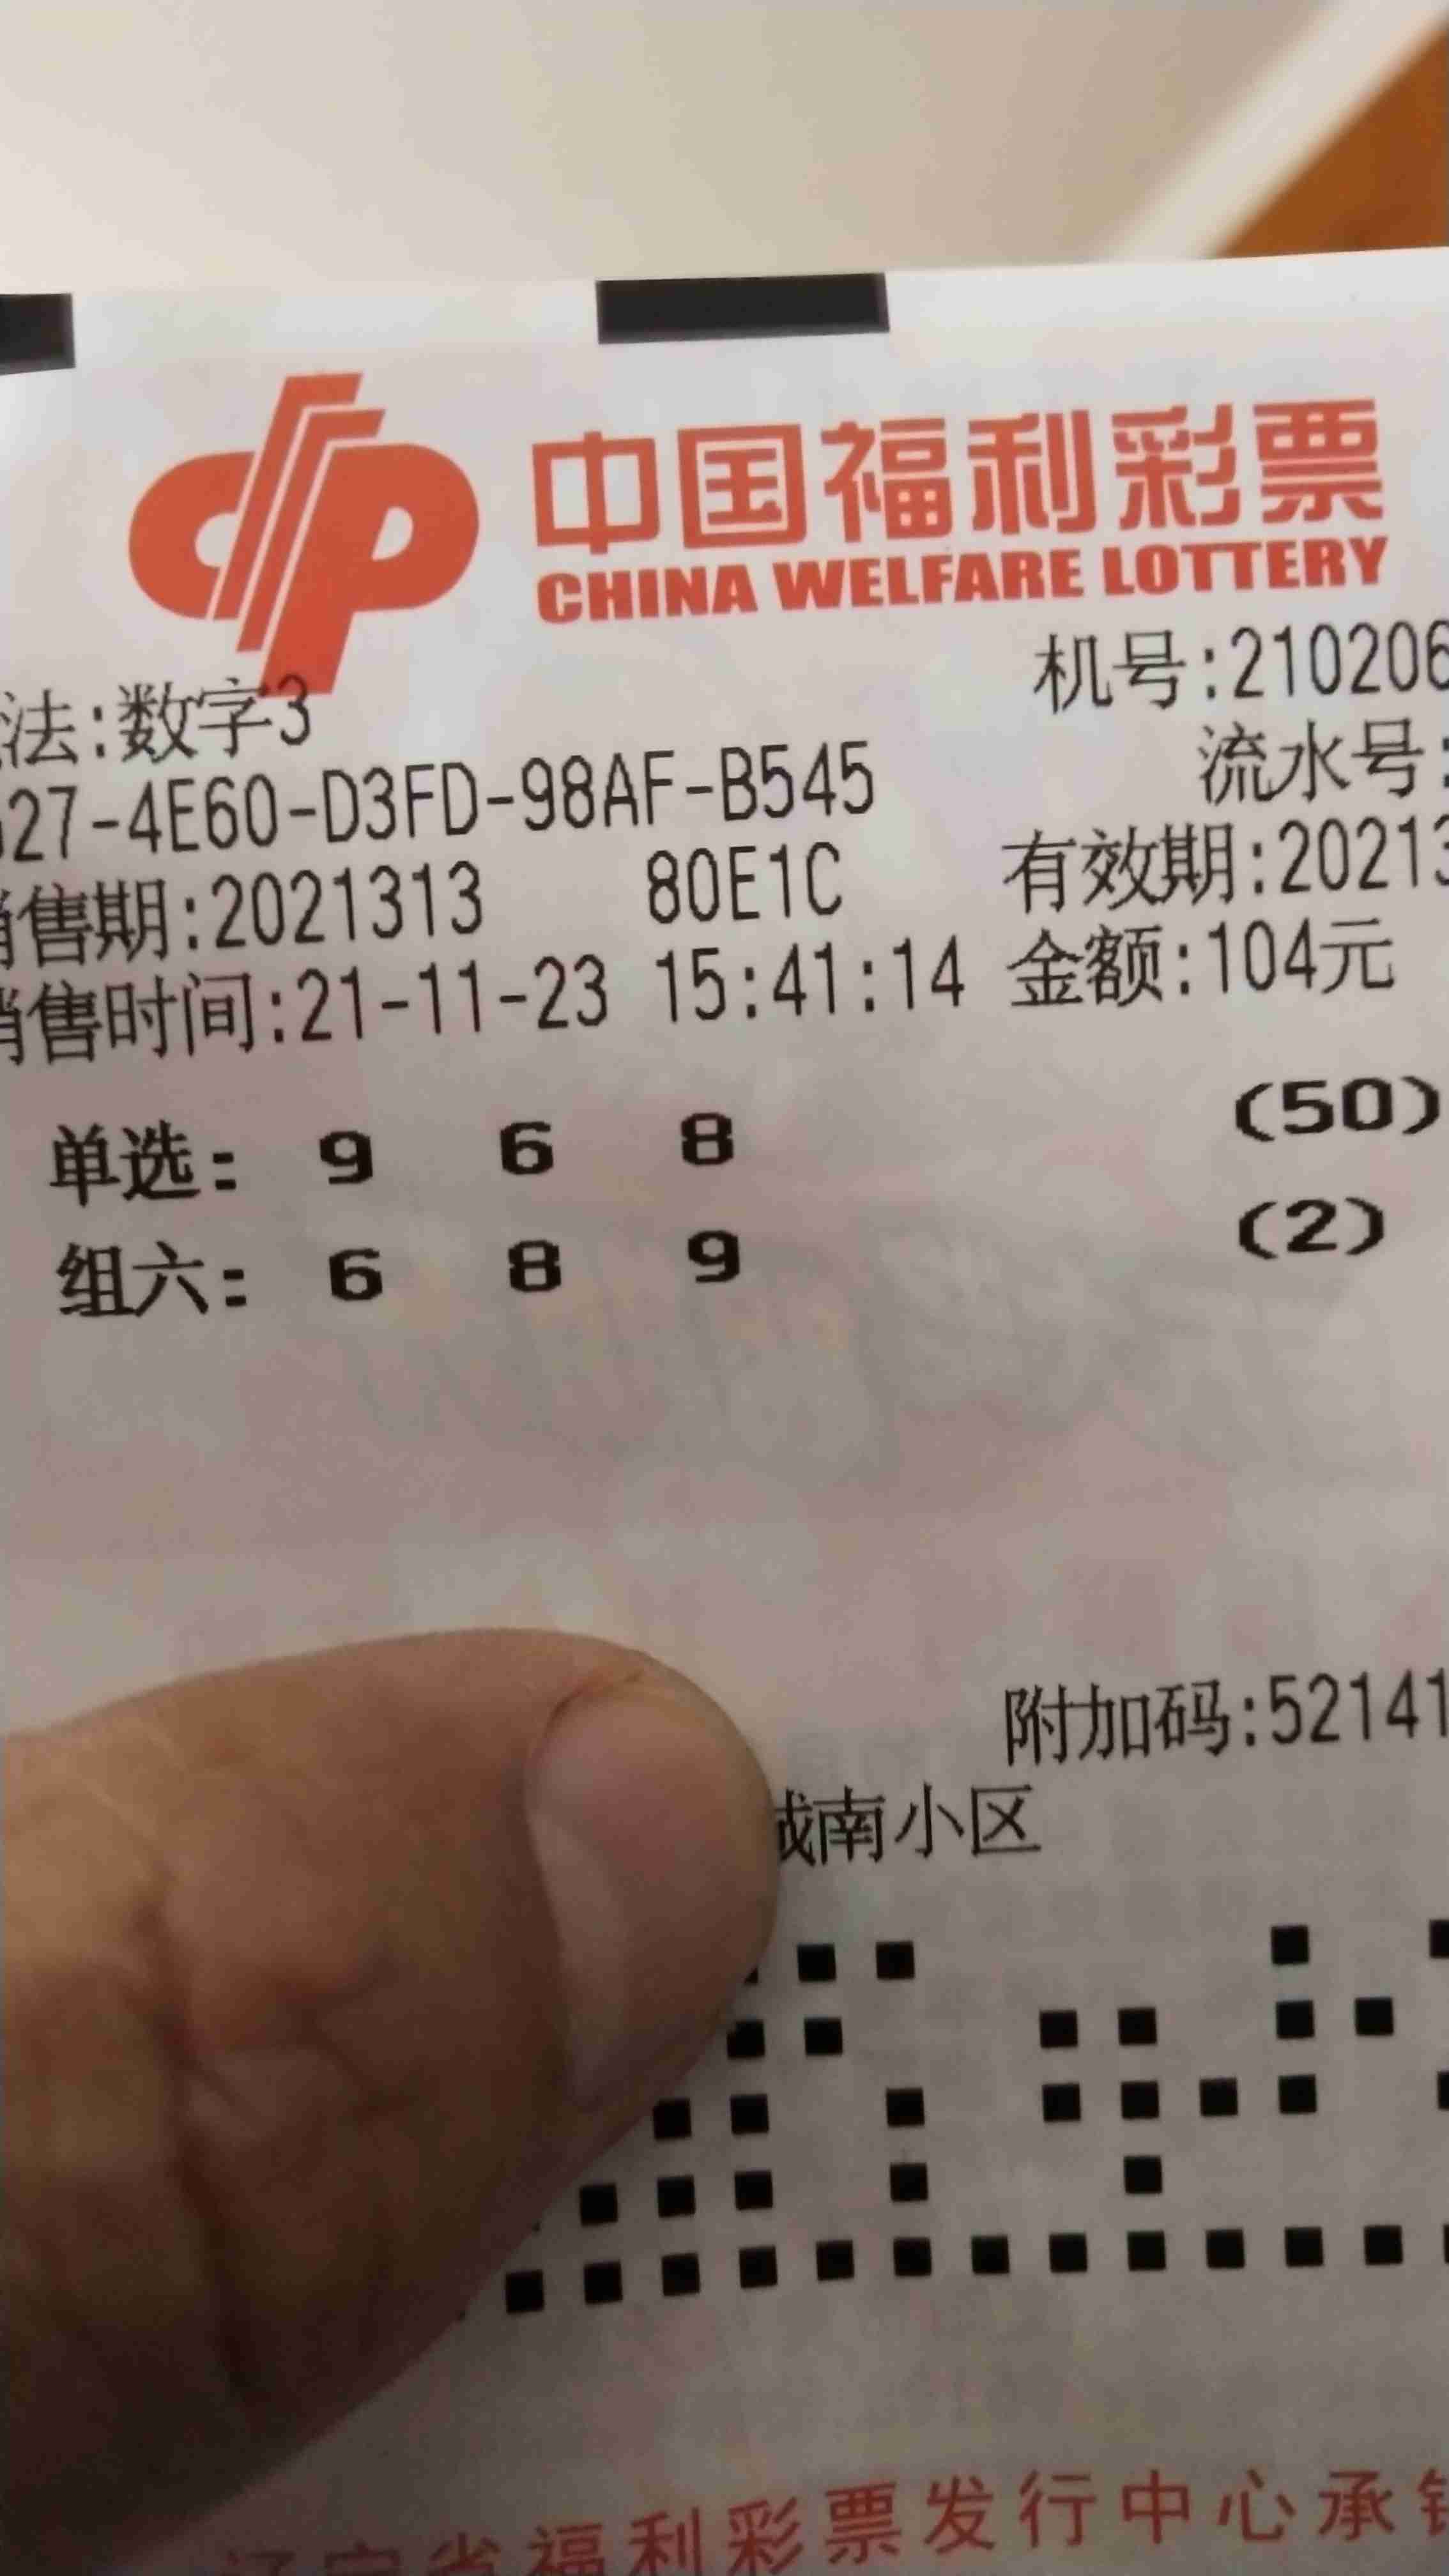 中国福利彩票
CHINA WELFARE LOTTERY
法:数字3
机号:210206
27-4E60-D3FD-98AF-B545
流水号:
销售期:2021313 80E1C 有效期:20213
销售时间:21-11-23 15:41:14 金额:104元
单选: 9 6 8 (50)
组六: 6 8 9 (2)
附加码:52141
城南小区
辽宁省福利彩票发行中心承销